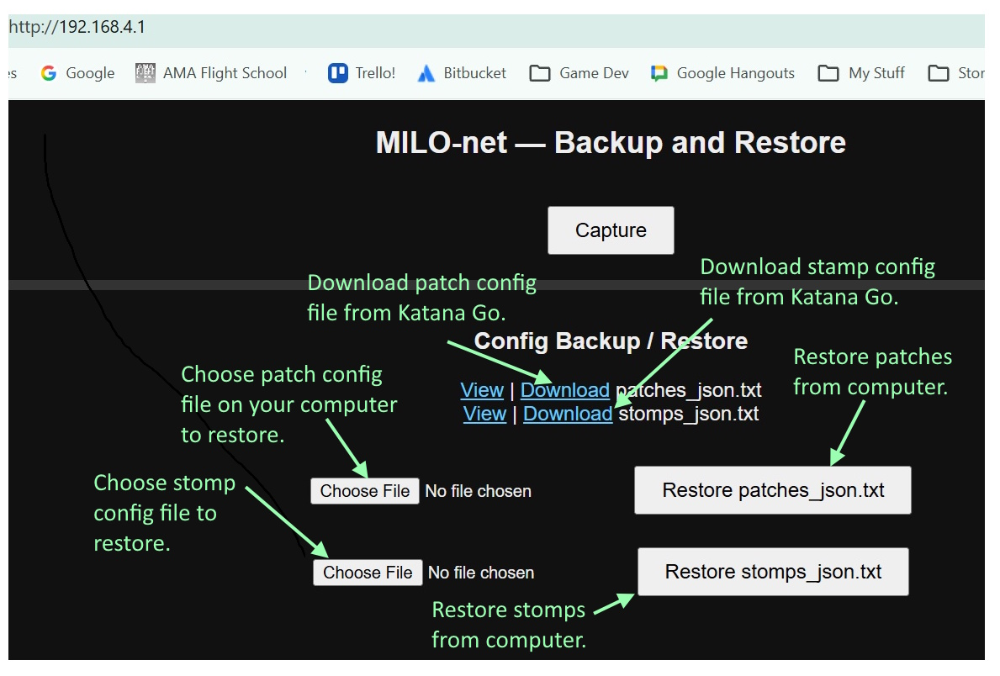 http://192.168.4.1
es Google AMA Flight School Trello! Bitbucket Game Dev Google Hangouts My Stuff Stor
MILO-net — Backup and Restore
Capture
Download patch config
file from Katana Go.
Download stamp config
file from Katana Go.
Config Backup / Restore
View | Download patches_json.txt
View | Download stomps_json.txt
Restore patches
from computer.
Choose patch config
file on your computer
to restore.
Choose File No file chosen
Restore patches_json.txt
Choose stomp
config file to
restore.
Choose File No file chosen
Restore stomps_json.txt
Restore stomps
from computer.